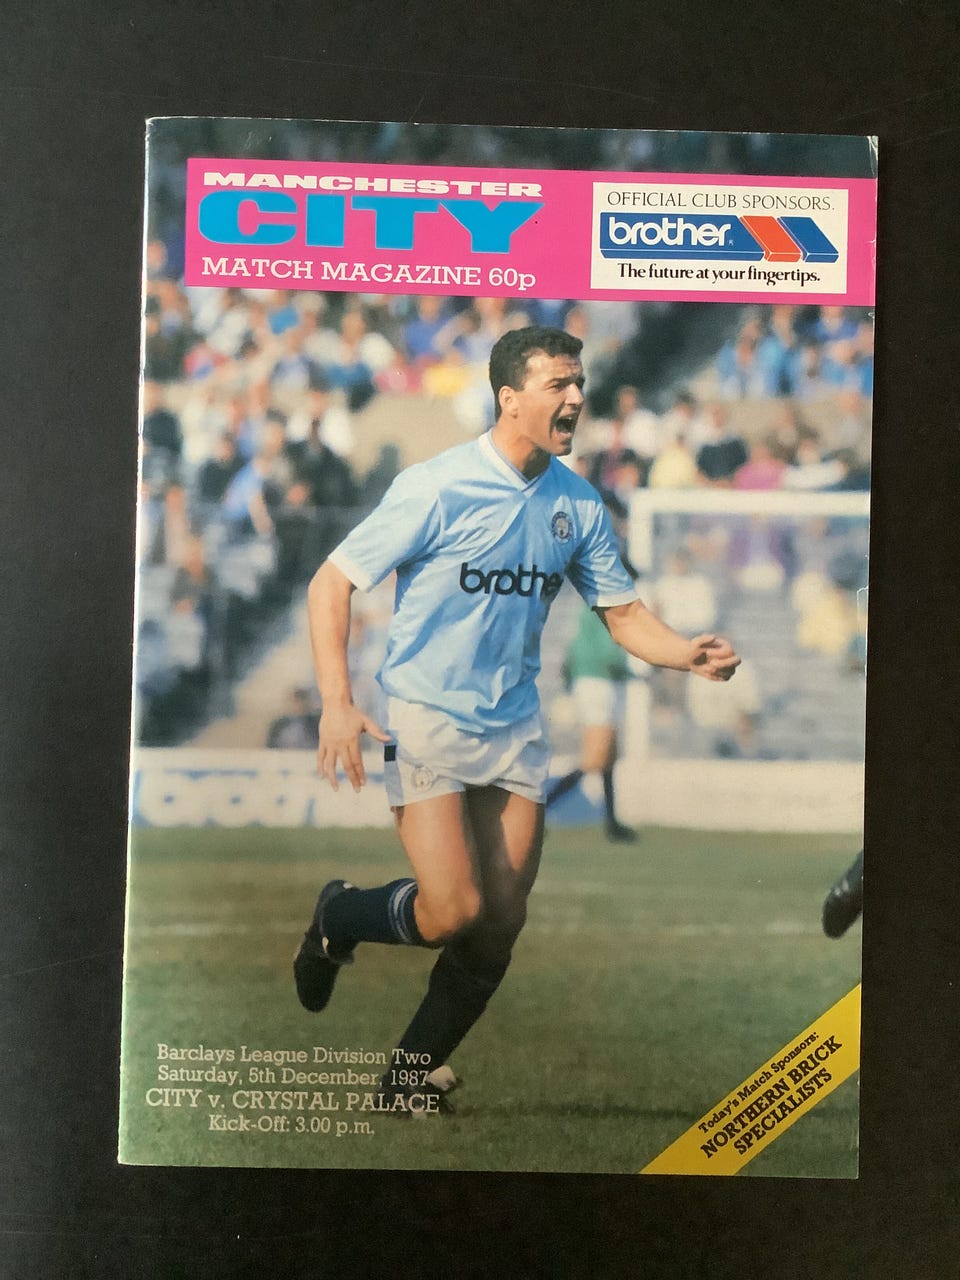 MANCHESTER
CITY
MATCH MAGAZINE 60p
OFFICIAL CLUB SPONSORS.
brother
The future at your fingertips.
brothe
Barclays League Division Two
Saturday, 5th December, 1987
CITY v. CRYSTAL PALACE
Kick-Off: 3.00 p.m.
Today's Match Sponsors:
NORTHERN BRICK
SPECIALISTS